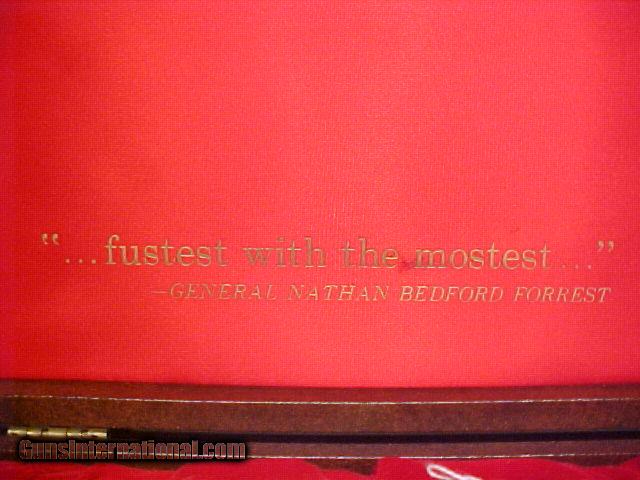 “...fustest with the mostest...”
—GENERAL NATHAN BEDFORD FORREST
GunsInternational.com